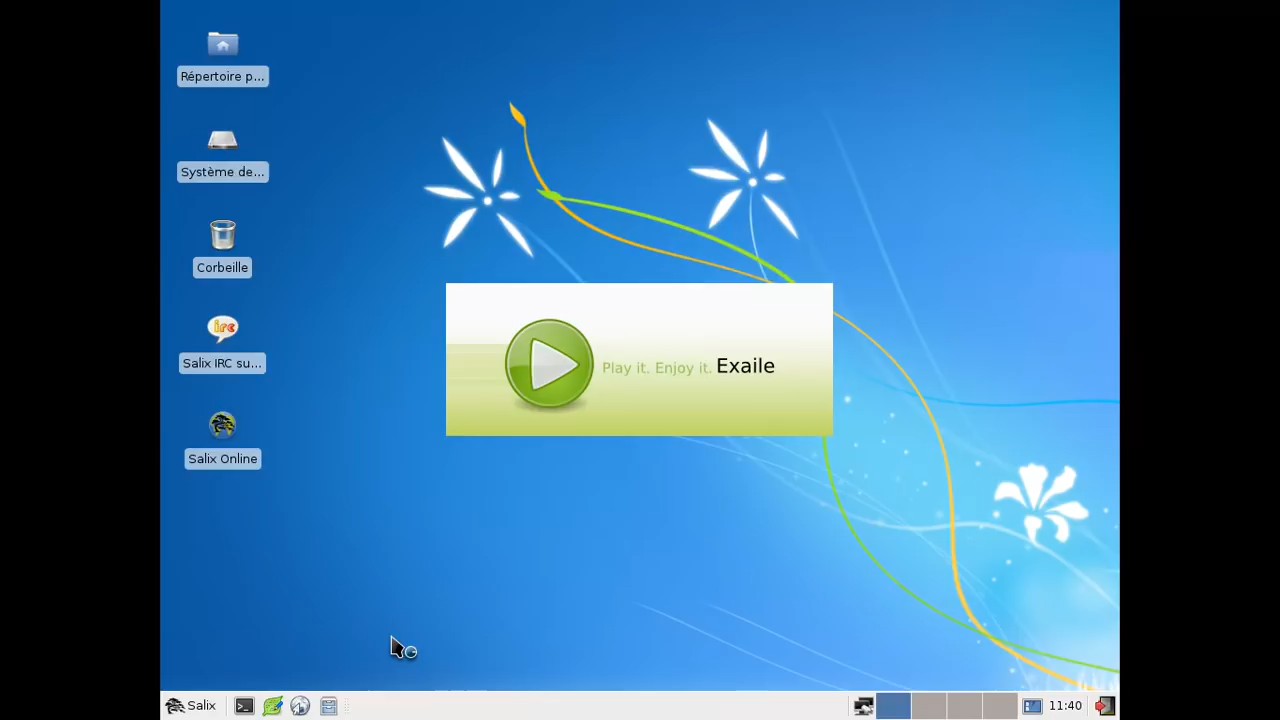 Répertoire p...
Système de...
Corbeille
irc
Salix IRC su...
Salix Online
Play it. Enjoy it. Exaile
Salix
11:40